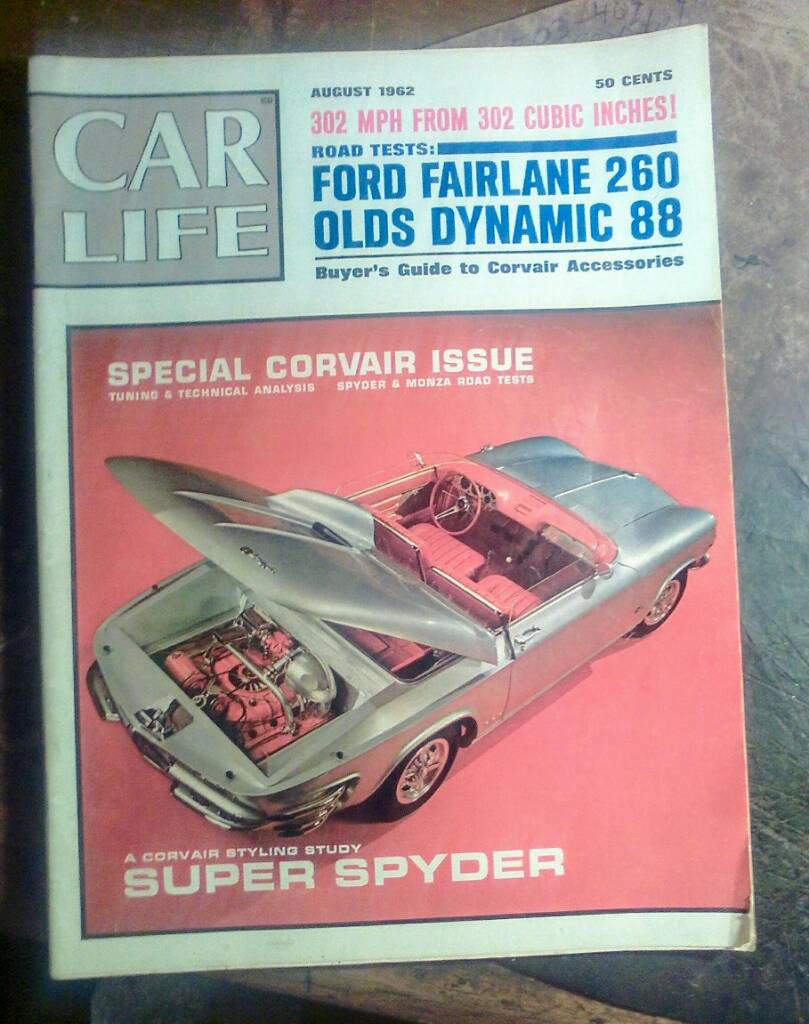 CAR
LIFE
AUGUST 1962
50 CENTS
302 MPH FROM 302 CUBIC INCHES!
ROAD TESTS:
FORD FAIRLANE 260
OLDS DYNAMIC 88
Buyer's Guide to Corvair Accessories
SPECIAL CORVAIR ISSUE
TUNING & TECHNICAL ANALYSIS SPYDER & MONZA ROAD TESTS
A CORVAIR STYLING STUDY
SUPER SPYDER